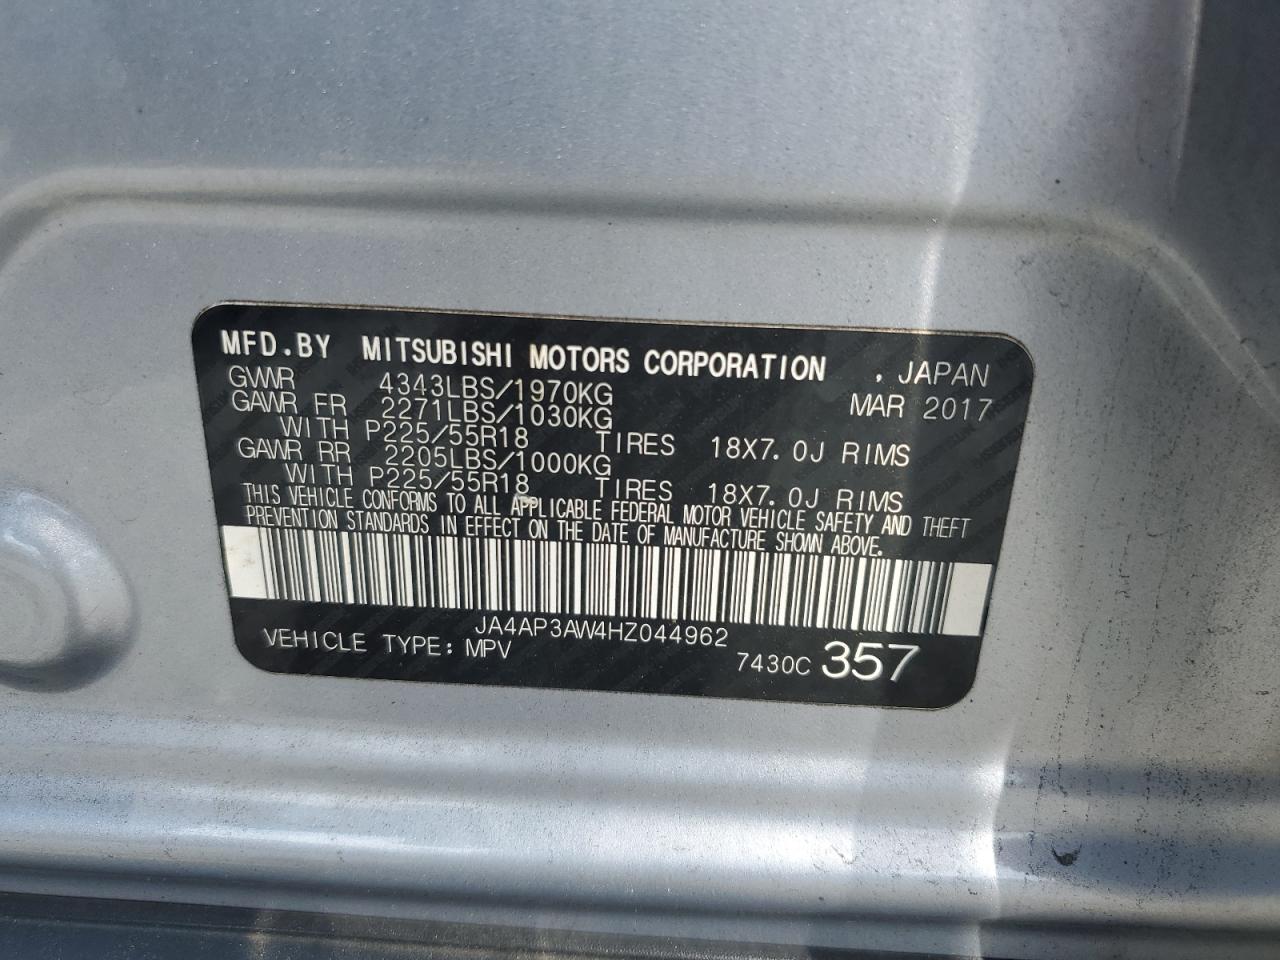 MFD.BY MITSUBISHI MOTORS CORPORATION , JAPAN
GVWR 4343LBS/1970KG MAR 2017
GAWR FR 2271LBS/1030KG
WITH P225/55R18 TIRES 18X7.0J RIMS
GAWR RR 2205LBS/1000KG
WITH P225/55R18 TIRES 18X7.0J RIMS
THIS VEHICLE CONFORMS TO ALL APPLICABLE FEDERAL MOTOR VEHICLE SAFETY AND THEFT
PREVENTION STANDARDS IN EFFECT ON THE DATE OF MANUFACTURE SHOWN ABOVE.
JA4AP3AW4HZ044962
VEHICLE TYPE: MPV 7430C 357